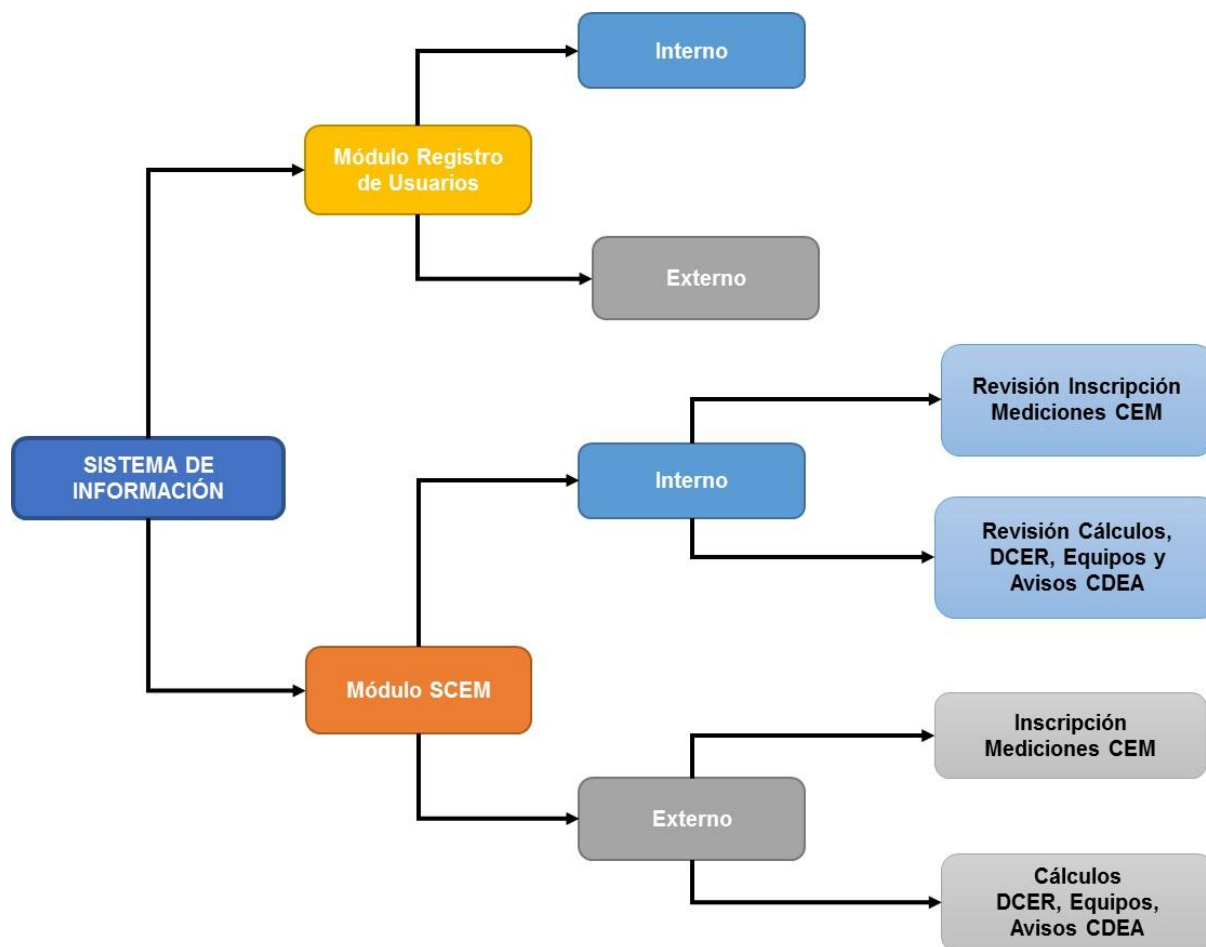 Interno
Módulo Registro
de Usuarios
Externo
Revisión Inscripción
Mediciones CEM
SISTEMA DE
INFORMACIÓN
Interno
Revisión Cálculos,
DCER, Equipos y
Avisos CDEA
Módulo SCEM
Inscripción
Mediciones CEM
Externo
Cálculos
DCER, Equipos,
Avisos CDEA